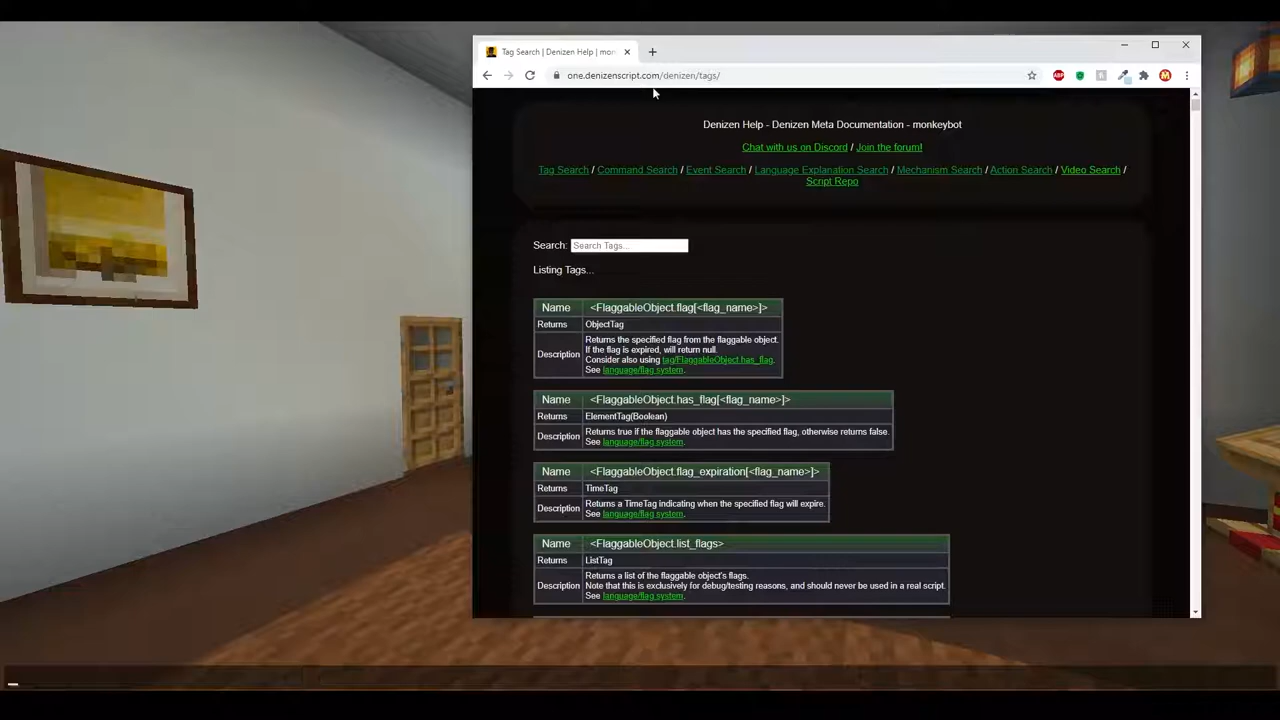 Tag Search | Denizen Help | mon
one.denizenscript.com/denizen/tags/
ABP
M
Denizen Help - Denizen Meta Documentation - monkeybot
Chat with us on Discord / Join the forum!
Tag Search / Command Search / Event Search / Language Explanation Search / Mechanism Search / Action Search / Video Search /
Script Repo
Search: Search Tags...
Listing Tags...
Name <FlaggableObject.flag[<flag_name>]>
Returns ObjectTag
Description Returns the specified flag from the flaggable object.
If the flag is expired, will return null.
Consider also using tag/FlaggableObject.has_flag.
See language/flag system.
Name <FlaggableObject.has_flag[<flag_name>]>
Returns ElementTag(Boolean)
Description Returns true if the flaggable object has the specified flag, otherwise returns false.
See language/flag system.
Name <FlaggableObject.flag_expiration[<flag_name>]>
Returns TimeTag
Description Returns a TimeTag indicating when the specified flag will expire.
See language/flag system.
Name <FlaggableObject.list_flags>
Returns ListTag
Description Returns a list of the flaggable object's flags.
Note that this is exclusively for debug/testing reasons, and should never be used in a real script.
See language/flag system.